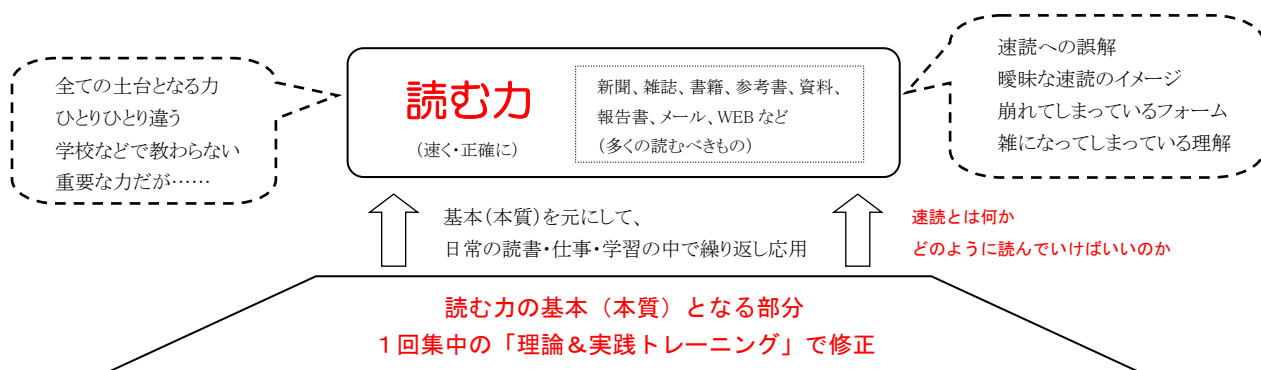 全ての土台となる力
ひとりひとり違う
学校などで教わらない
重要な力だが……
読む力
(速く・正確に)
新聞、雑誌、書籍、参考書、資料、
報告書、メール、WEB など
(多くの読むべきもの)
速読への誤解
曖昧な速読のイメージ
崩れてしまっているフォーム
雑になってしまっている理解
基本(本質)を元にして、
日常の読書・仕事・学習の中で繰り返し応用
速読とは何か
どのように読んでいけばいいのか
読む力の基本（本質）となる部分
１回集中の「理論＆実践トレーニング」で修正